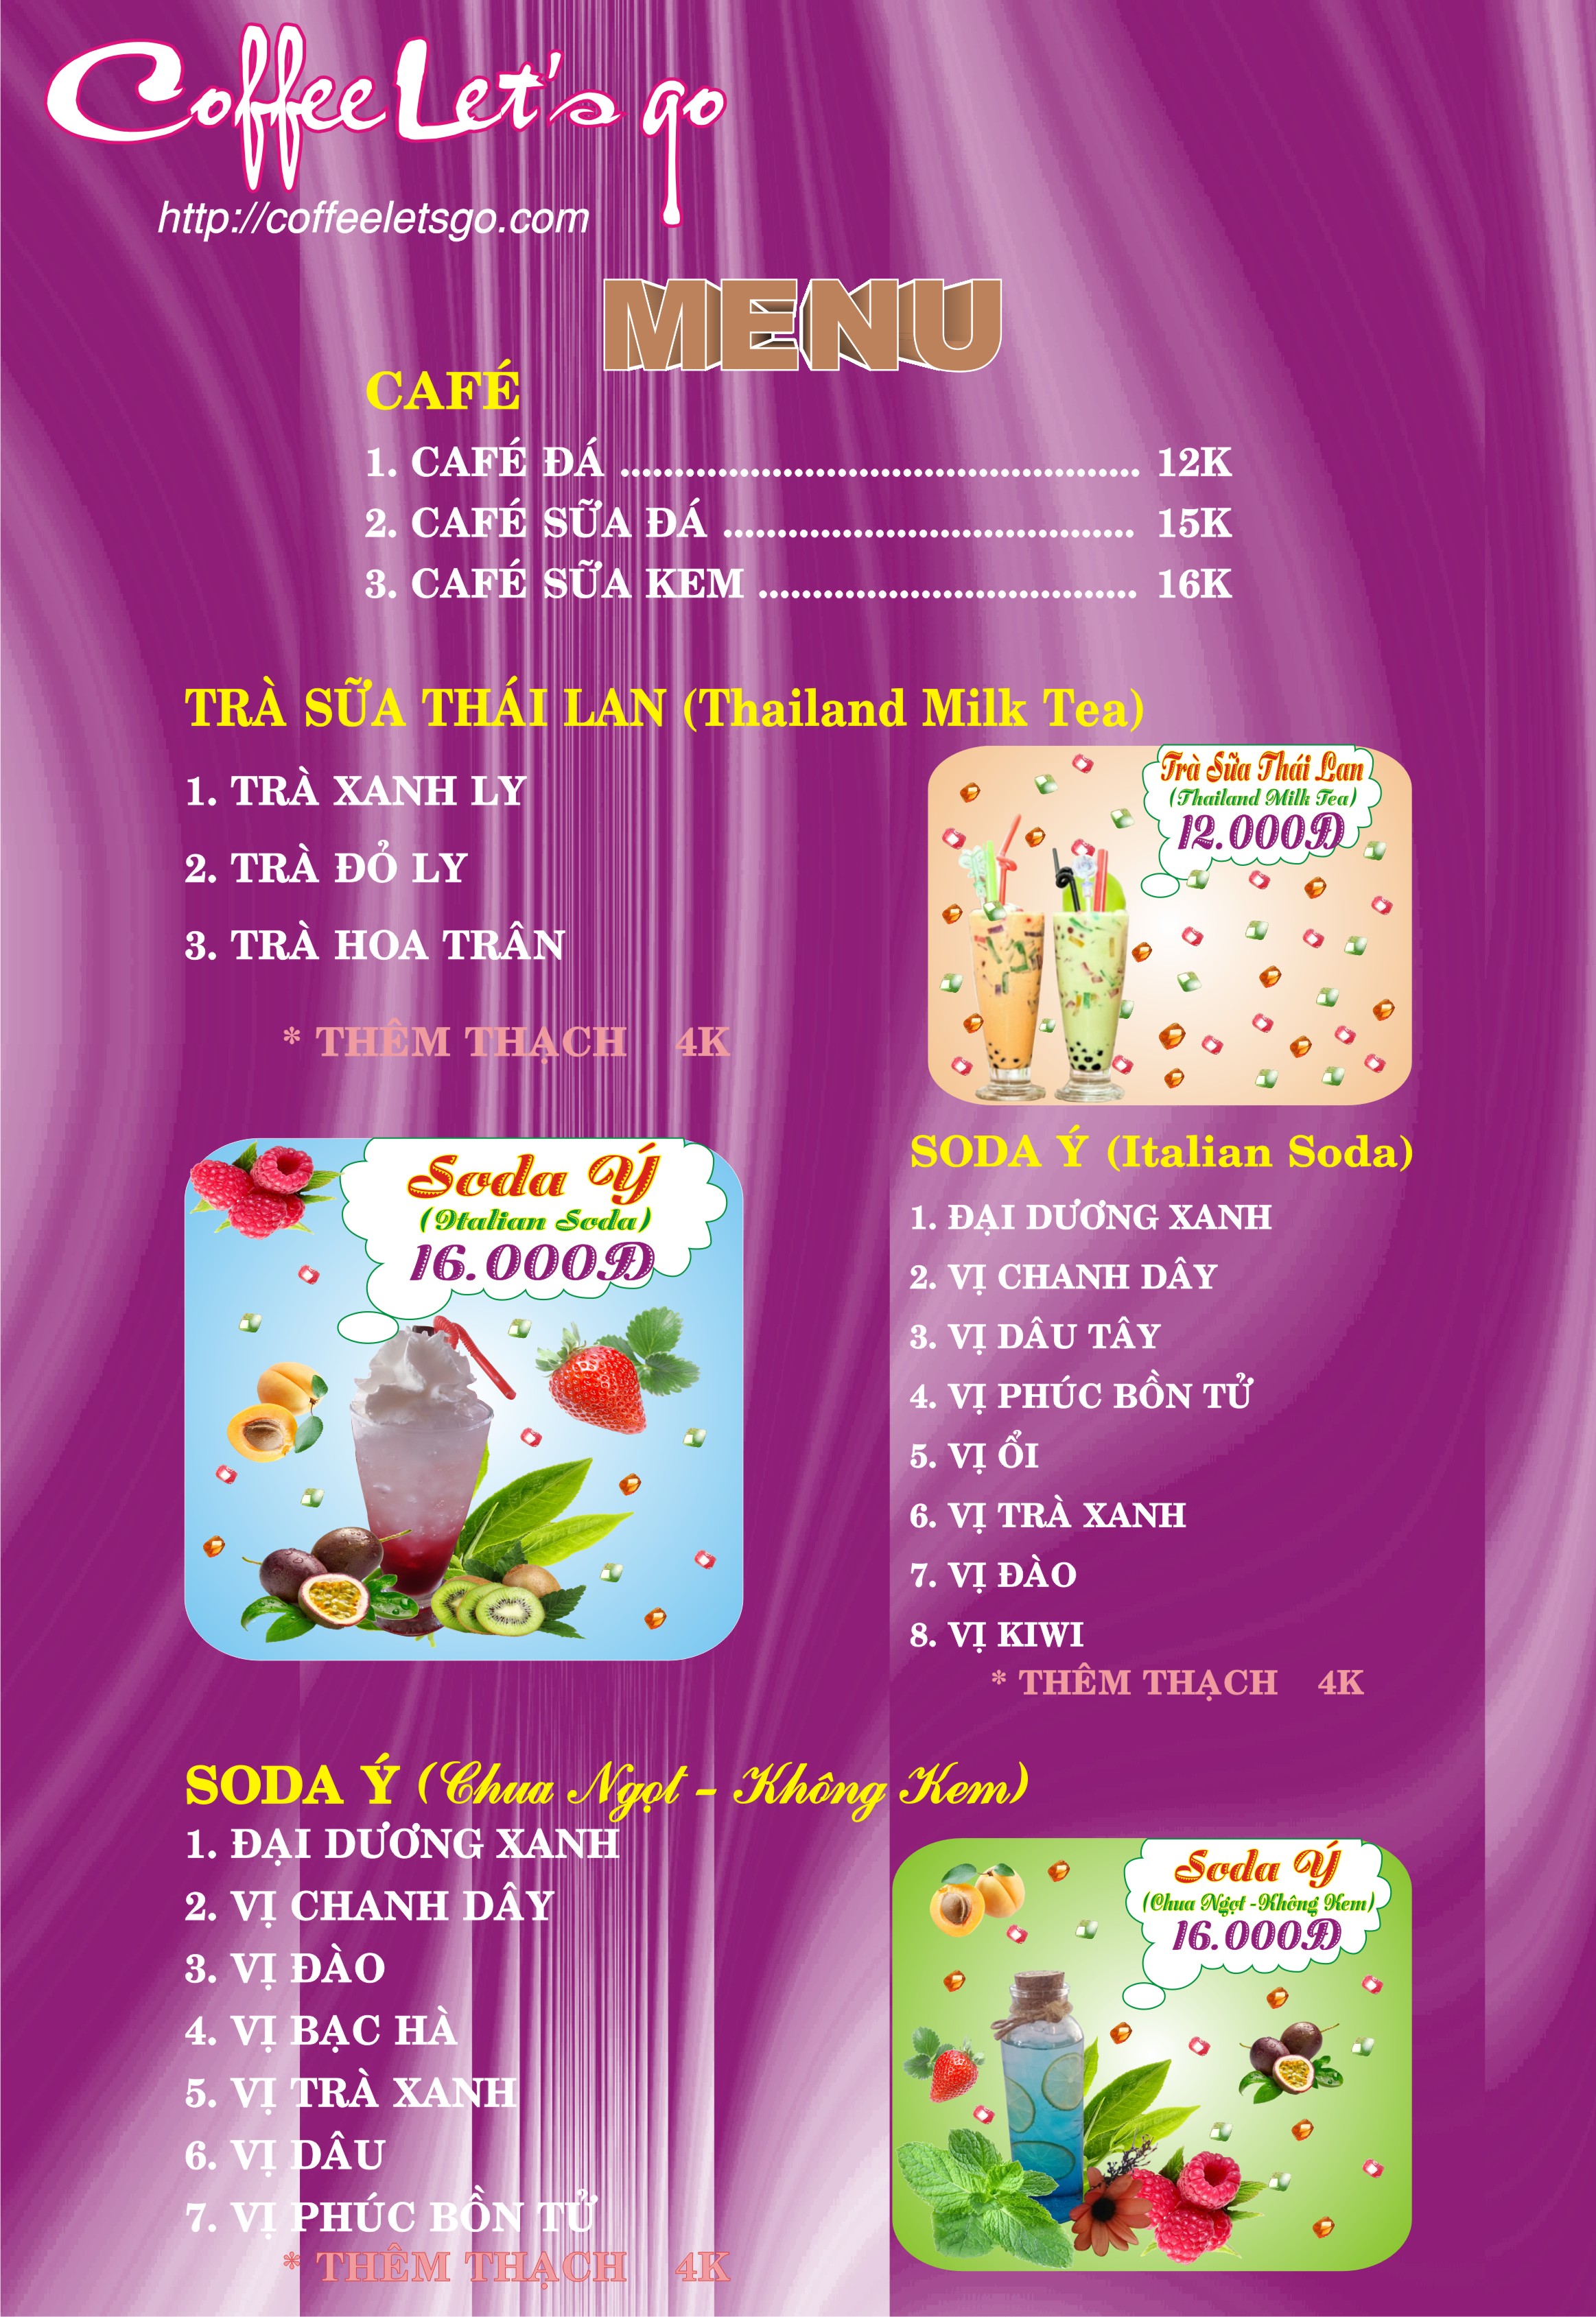 Coffee Let's go
http://coffeeletsgo.com
MENU
CAFÉ
1. CAFÉ ĐÁ ................................................ 12K
2. CAFÉ SỮA ĐÁ ...................................... 15K
3. CAFÉ SỮA KEM ................................... 16K
TRÀ SỮA THÁI LAN (Thailand Milk Tea)
1. TRÀ XANH LY
2. TRÀ ĐỎ LY
3. TRÀ HOA TRÂN
* THÊM THẠCH 4K
Trà Sữa Thái Lan
(Thailand Milk Tea)
12.000Đ
Soda Ý
(Italian Soda)
16.000Đ
SODA Ý (Italian Soda)
1. ĐẠI DƯƠNG XANH
2. VỊ CHANH DÂY
3. VỊ DÂU TÂY
4. VỊ PHÚC BỒN TỬ
5. VỊ ỔI
6. VỊ TRÀ XANH
7. VỊ ĐÀO
8. VỊ KIWI
* THÊM THẠCH 4K
SODA Ý (Chua Ngọt - Không Kem)
1. ĐẠI DƯƠNG XANH
2. VỊ CHANH DÂY
3. VỊ ĐÀO
4. VỊ BẠC HÀ
5. VỊ TRÀ XANH
6. VỊ DÂU
7. VỊ PHÚC BỒN TỬ
* THÊM THẠCH 4K
Soda Ý
(Chua Ngọt -Không Kem)
16.000Đ